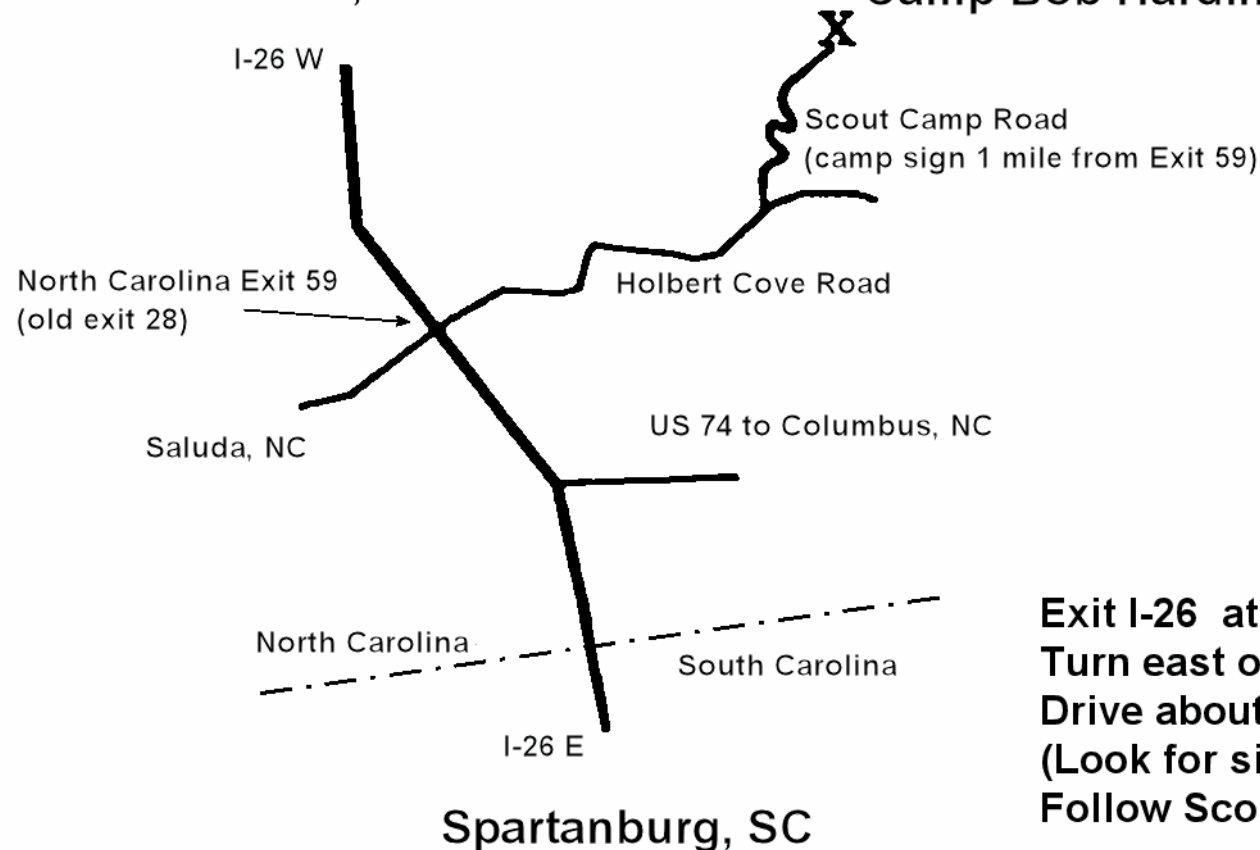 Camp Bob Hardin
I-26 W
X
Scout Camp Road
(camp sign 1 mile from Exit 59)
North Carolina Exit 59
(old exit 28)
Holbert Cove Road
US 74 to Columbus, NC
Saluda, NC
North Carolina
South Carolina
I-26 E
Exit I-26 at
Turn east o
Drive about
(Look for si
Follow Sco
Spartanburg, SC